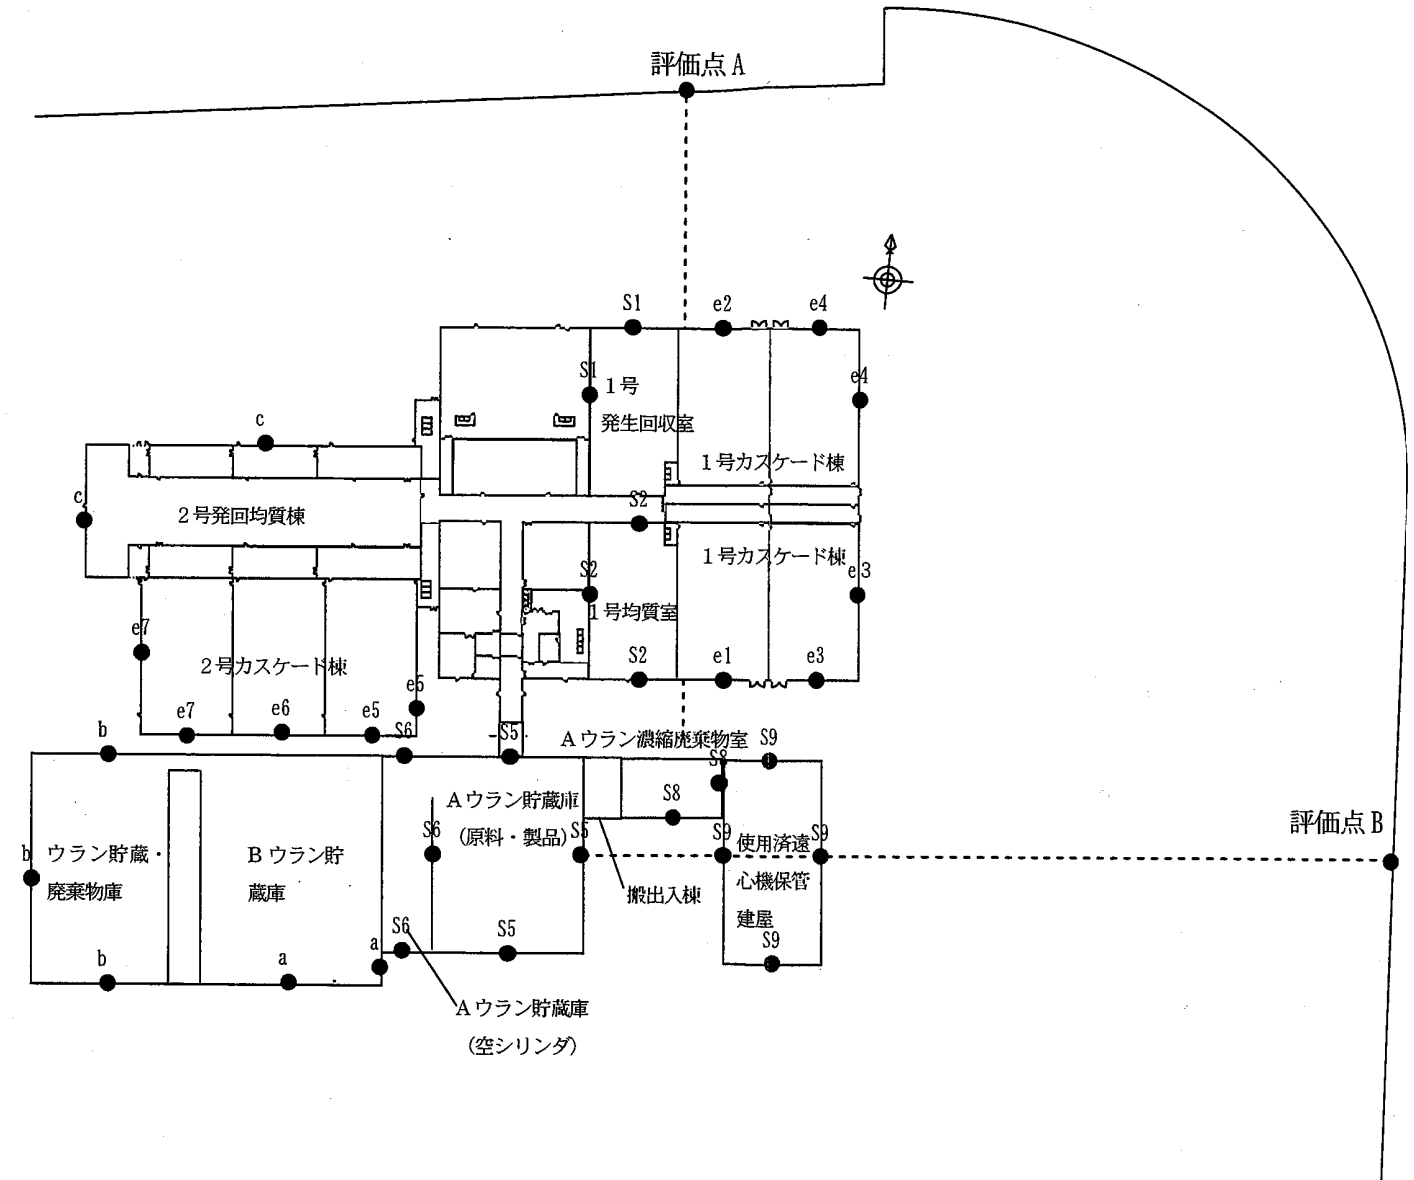 評価点A
S1
e2
e4
S1
1号
発生回収室
e4
c
1号カスケード棟
c
2号発回均質棟
S2
1号カスケード棟
S2
e3
1号均質室
e7
2号カスケード棟
S2
e1
e3
e5
e7
e6
e5
b
S6
S5
Aウラン濃縮廃棄物室
S9
S8
Aウラン貯蔵庫
(原料・製品)
S8
評価点B
S6
S5
S9
S9
使用済遠
心機保管
建屋
b
ウラン貯蔵・
廃棄物庫
Bウラン貯
蔵庫
搬出入棟
S6
S5
a
S9
b
a
Aウラン貯蔵庫
(空シリンダ)